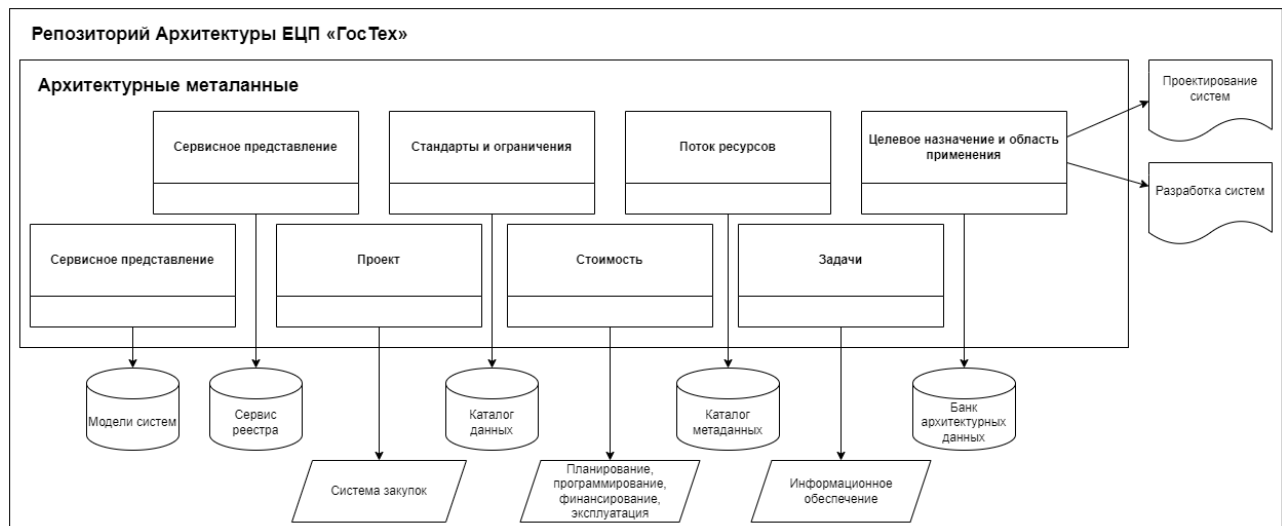 Репозиторий Архитектуры ЕЦП «ГосТех»
Архитектурные металанные
Проектирование
систем
Сервисное представление
Стандарты и ограничения
Поток ресурсов
Целевое назначение и область
применения
Разработка систем
Сервисное представление
Проект
Стоимость
Задачи
Модели систем
Сервис
реестра
Каталог
данных
Каталог
метаданных
Банк
архитектурных
данных
Система закупок
Планирование,
программирование,
финансирование,
эксплуатация
Информационное
обеспечение